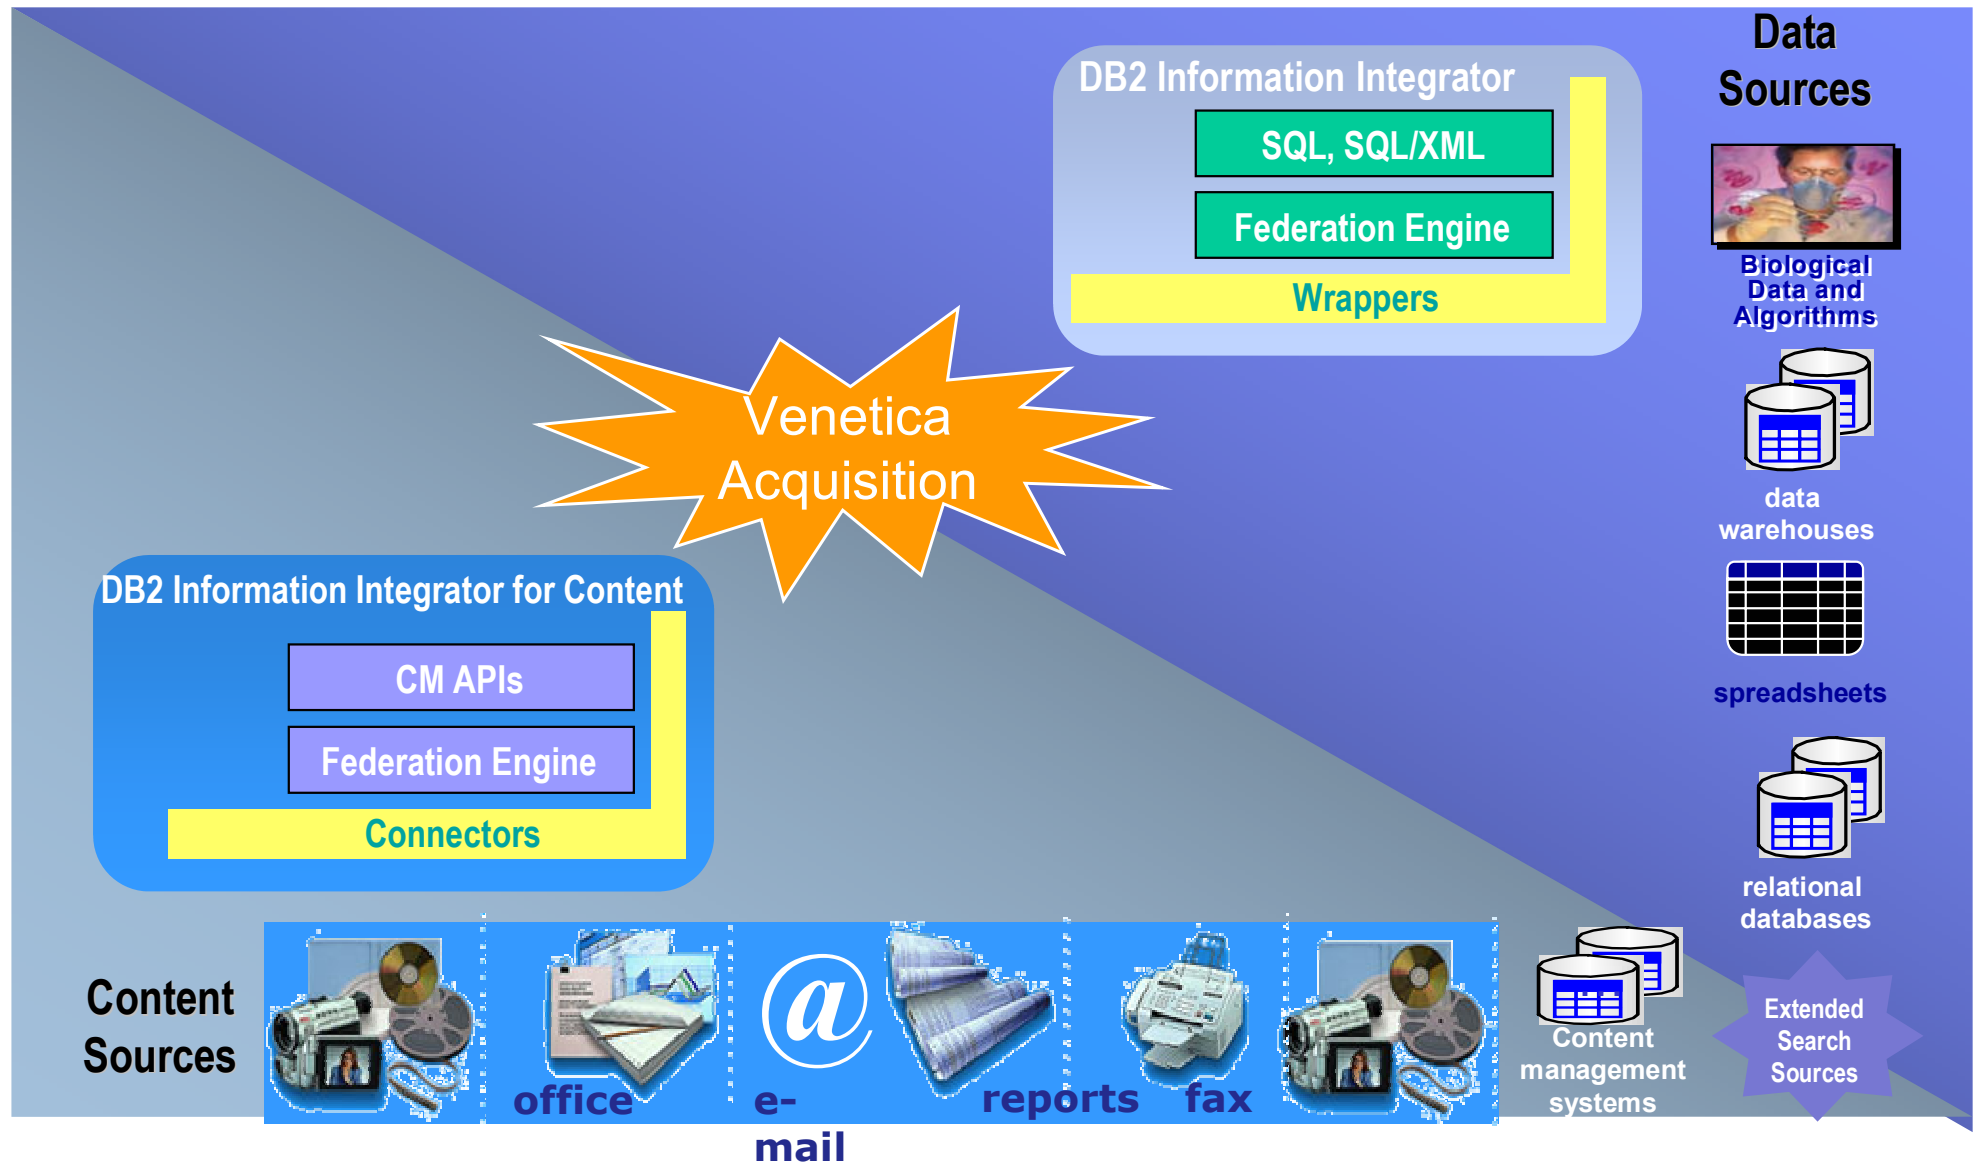 Data
Sources
DB2 Information Integrator
SQL, SQL/XML
Federation Engine
Wrappers
Biological
Data and
Algorithms
data
warehouses
spreadsheets
relational
databases
Venetica
Acquisition
DB2 Information Integrator for Content
CM APIs
Federation Engine
Connectors
Content
Sources
office
e-
mail
@
reports
fax
Content
management
systems
Extended
Search
Sources